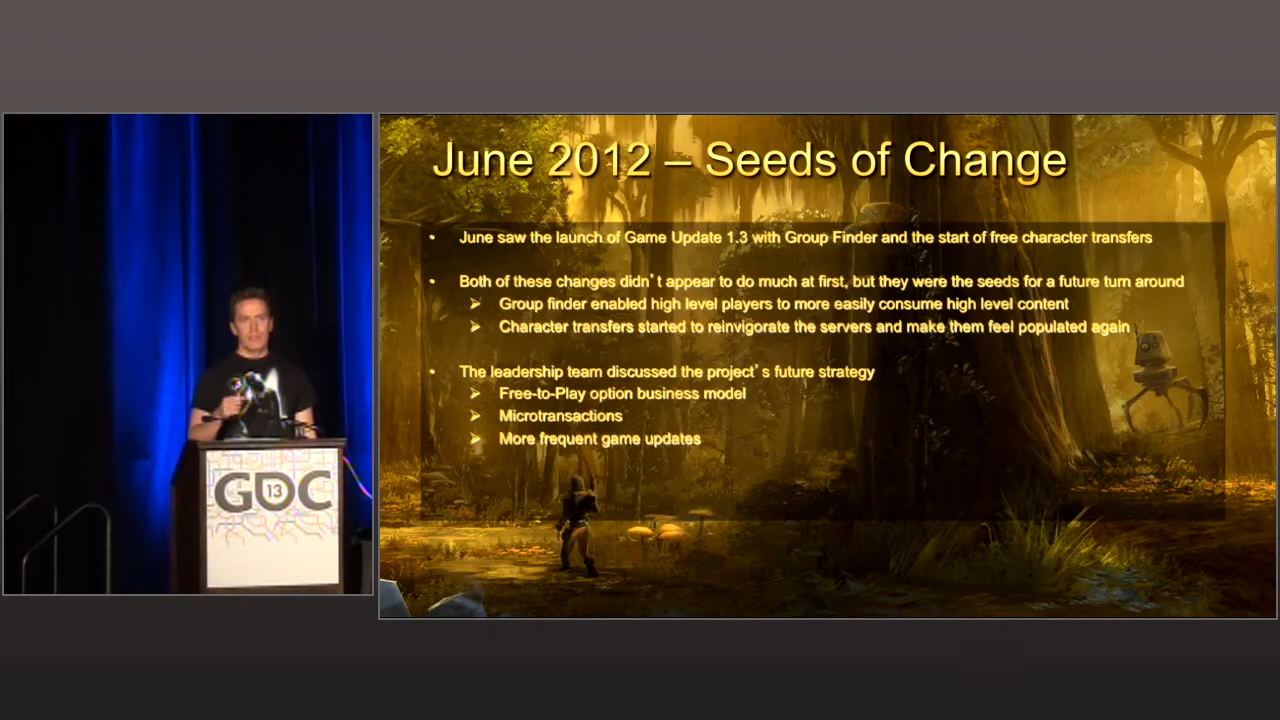 June 2012 – Seeds of Change
• June saw the launch of Game Update 1.3 with Group Finder and the start of free character transfers
• Both of these changes didn't appear to do much at first, but they were the seeds for a future turn around
➢ Group finder enabled high level players to more easily consume high level content
➢ Character transfers started to reinvigorate the servers and make them feel populated again
• The leadership team discussed the project's future strategy
➢ Free-to-Play option business model
➢ Microtransactions
➢ More frequent game updates
GDC
13